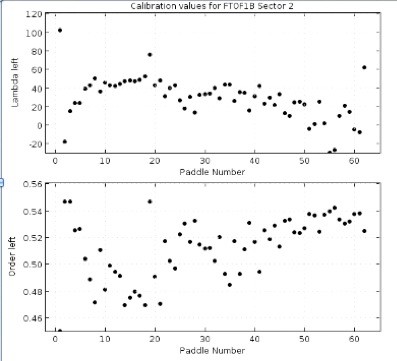 Calibration values for FTOF1B Sector 2
120
100
80
60
40
20
0
-20
Lambda left
0 10 20 30 40 50 60
Paddle Number
0.56
0.54
0.52
0.50
0.48
0.46
Order left
0 10 20 30 40 50 60
Paddle Number